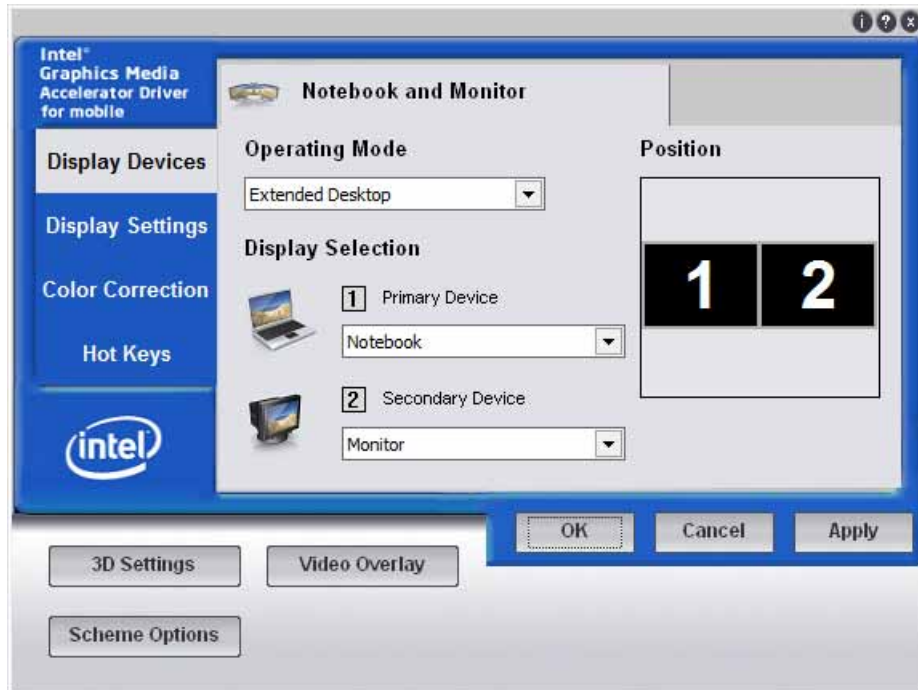 Intel®
Graphics Media
Accelerator Driver
for mobile
Display Devices
Display Settings
Color Correction
Hot Keys
intel
Notebook and Monitor
Operating Mode
Extended Desktop
Display Selection
1 Primary Device
Notebook
2 Secondary Device
Monitor
Position
1 2
OK Cancel Apply
3D Settings Video Overlay
Scheme Options
i ? x